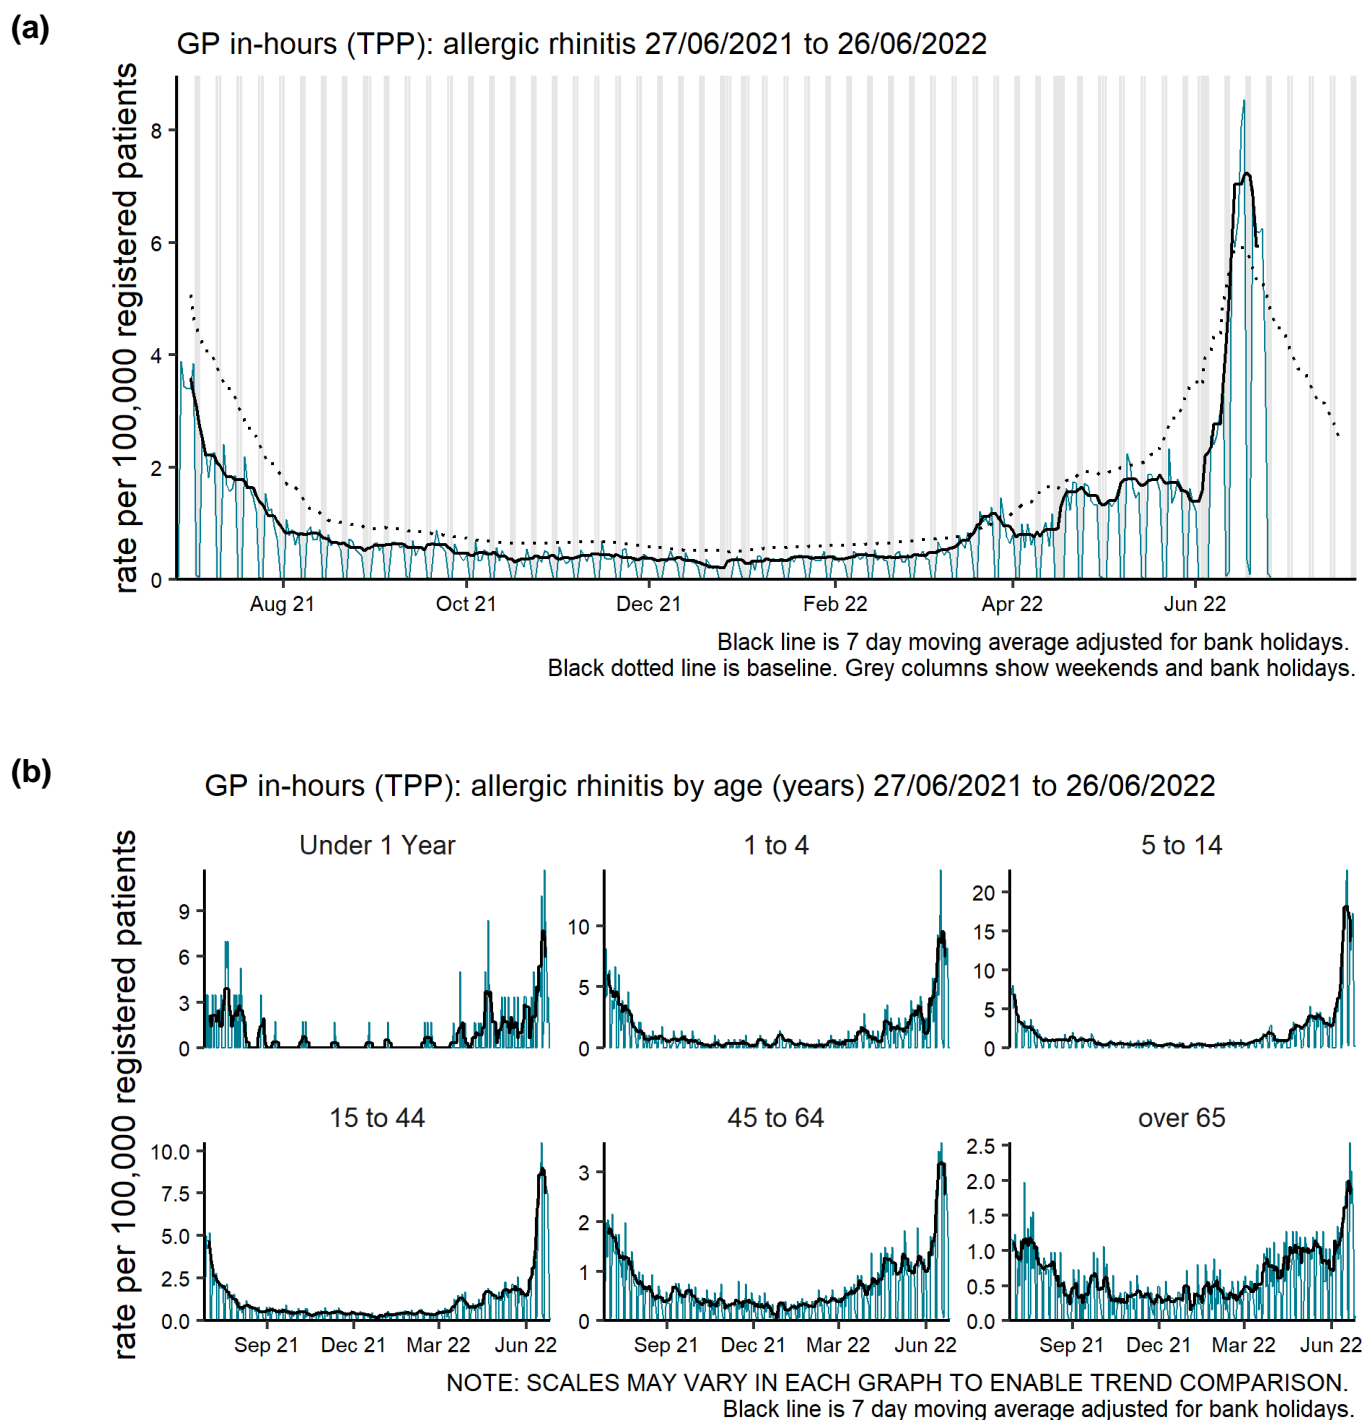 (a)
GP in-hours (TPP): allergic rhinitis 27/06/2021 to 26/06/2022
rate per 100,000 registered patients
8
6
4
2
0
Aug 21 Oct 21 Dec 21 Feb 22 Apr 22 Jun 22
Black line is 7 day moving average adjusted for bank holidays.
Black dotted line is baseline. Grey columns show weekends and bank holidays.
(b)
GP in-hours (TPP): allergic rhinitis by age (years) 27/06/2021 to 26/06/2022
rate per 100,000 registered patients
Under 1 Year
9
6
3
0
1 to 4
10
5
0
5 to 14
20
15
10
5
0
15 to 44
10.0
7.5
5.0
2.5
0.0
Sep 21 Dec 21 Mar 22 Jun 22
45 to 64
3
2
1
0
Sep 21 Dec 21 Mar 22 Jun 22
over 65
2.5
2.0
1.5
1.0
0.5
0.0
Sep 21 Dec 21 Mar 22 Jun 22
NOTE: SCALES MAY VARY IN EACH GRAPH TO ENABLE TREND COMPARISON.
Black line is 7 day moving average adjusted for bank holidays.